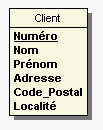 Client
Numéro
Nom
Prénom
Adresse
Code_Postal
Localité